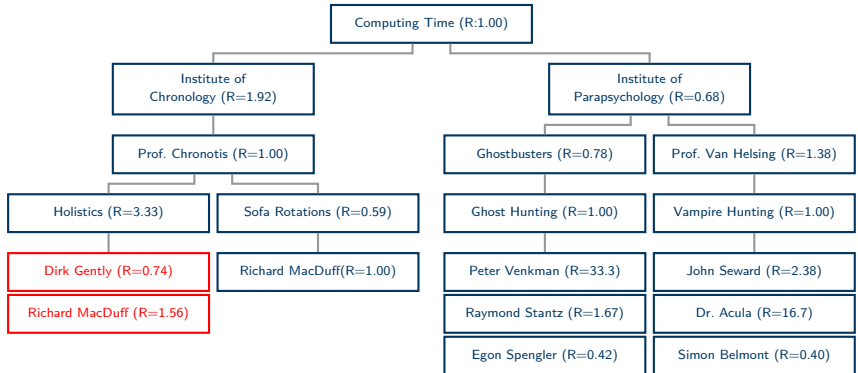 Computing Time (R:1.00)
Institute of
Chronology (R=1.92)
Institute of
Parapsychology (R=0.68)
Prof. Chronotis (R=1.00)
Ghostbusters (R=0.78)
Prof. Van Helsing (R=1.38)
Holistics (R=3.33)
Sofa Rotations (R=0.59)
Ghost Hunting (R=1.00)
Vampire Hunting (R=1.00)
Dirk Gently (R=0.74)
Richard MacDuff(R=1.00)
Peter Venkman (R=33.3)
John Seward (R=2.38)
Richard MacDuff (R=1.56)
Raymond Stantz (R=1.67)
Dr. Acula (R=16.7)
Egon Spengler (R=0.42)
Simon Belmont (R=0.40)